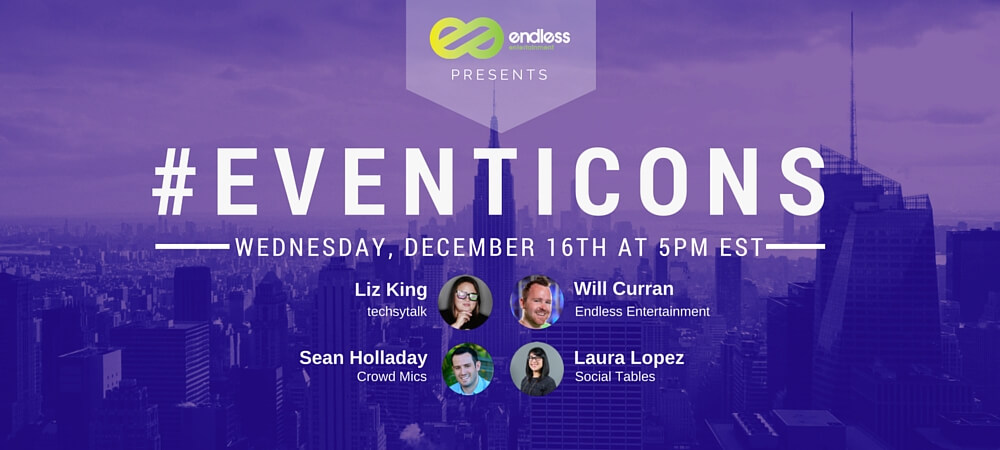 endless
entertainment
PRESENTS
#EVENTICONS
WEDNESDAY, DECEMBER 16TH AT 5PM EST
Liz King
techsytalk
Will Curran
Endless Entertainment
Sean Holladay
Crowd Mics
Laura Lopez
Social Tables